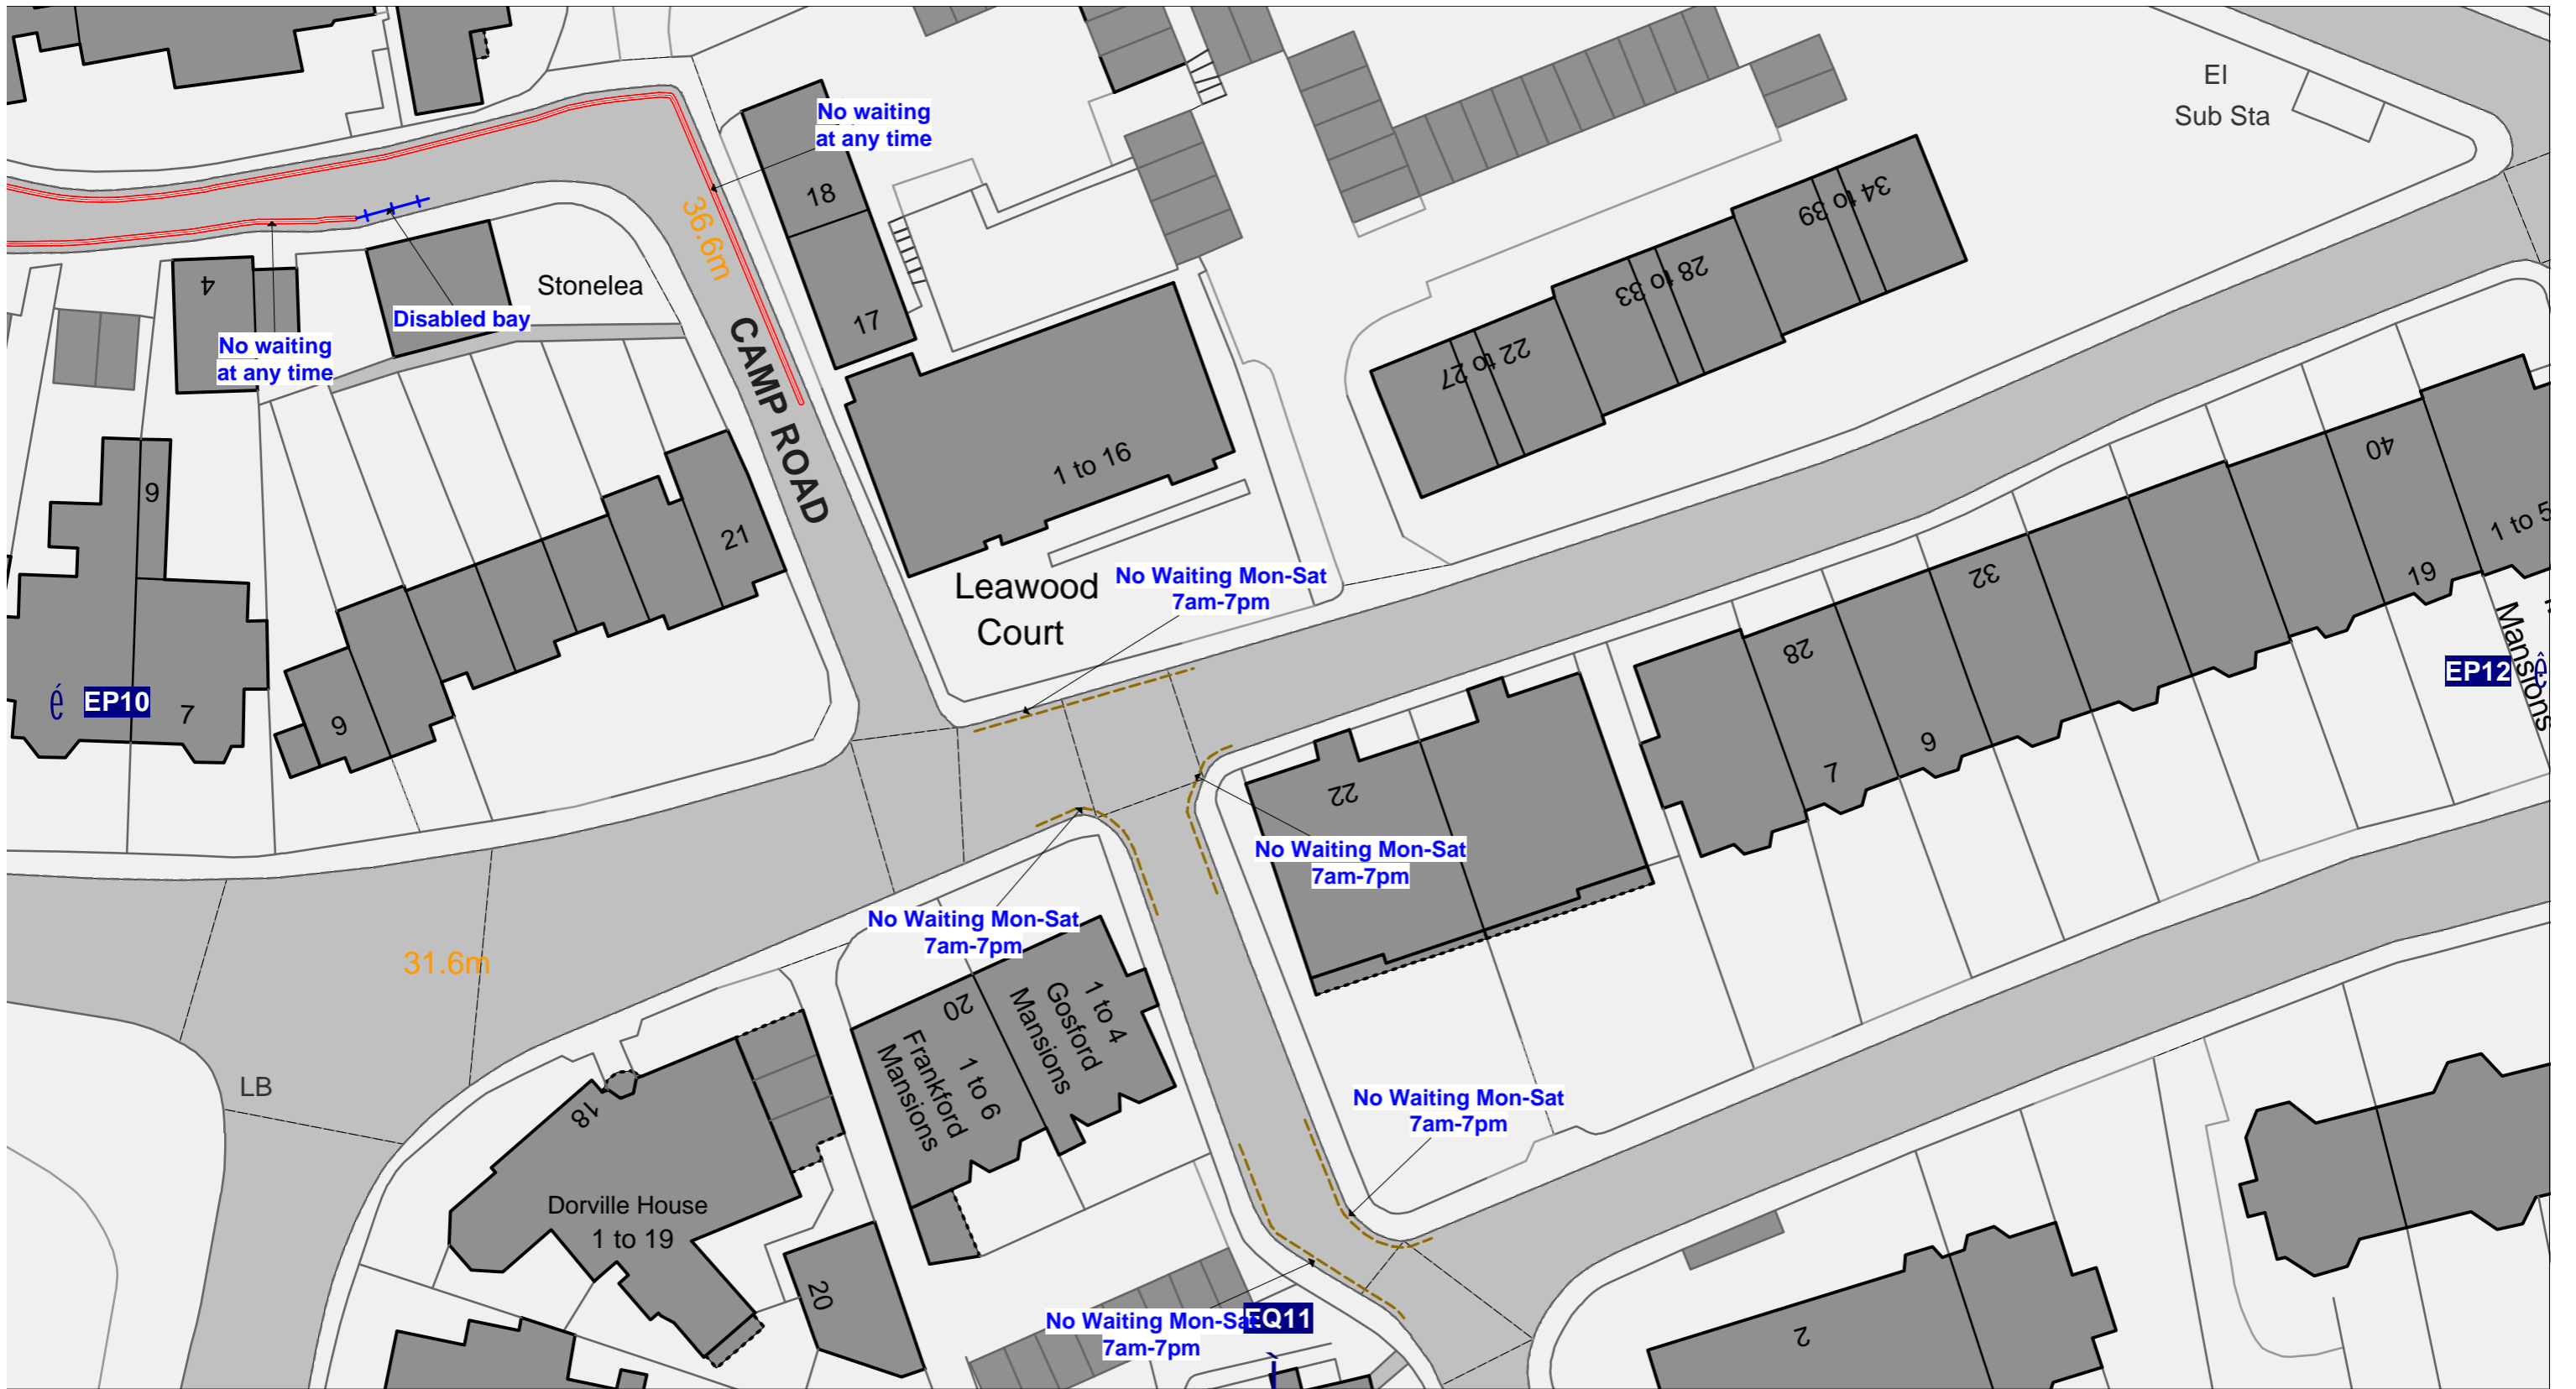 El
Sub Sta
No waiting
at any time
18
34 to 39
36.6m
4
Stonelea
28 to 33
Disabled bay
17
No waiting
at any time
22 to 27
CAMP ROAD
1 to 16
40
9
21
1 to 5
No Waiting Mon-Sat
7am-7pm
32
19
Leawood
Court
28
Mansions
EP10
7
9
EP12
9
7
22
No Waiting Mon-Sat
7am-7pm
No Waiting Mon-Sat
7am-7pm
31.6m
20
1 to 4
Gosford
Mansions
1 to 6
Frankford
Mansions
LB
18
No Waiting Mon-Sat
7am-7pm
Dorville House
1 to 19
20
No Waiting Mon-Sat
7am-7pm
EQ11
2